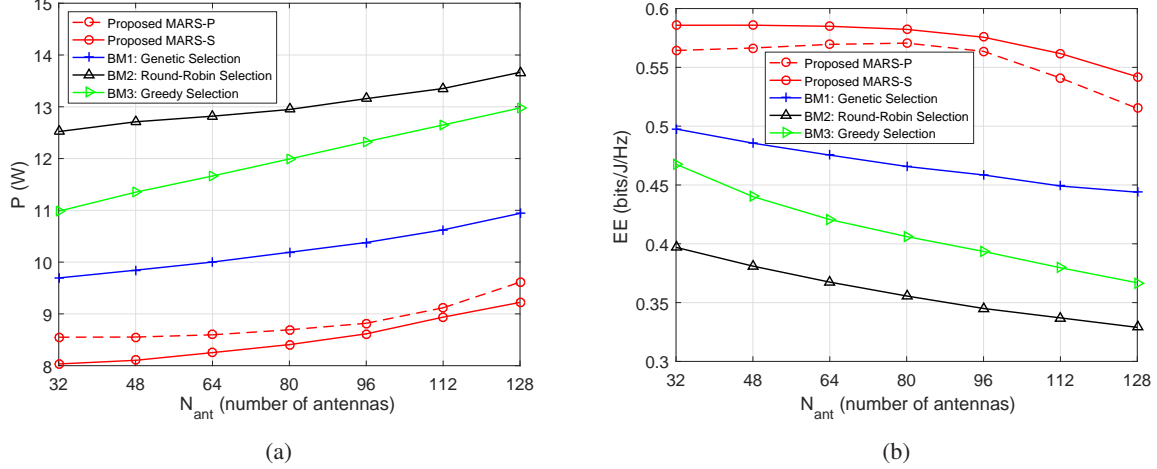 15
14
13
12
11
10
9
8
P (W)
Proposed MARS-P
Proposed MARS-S
BM1: Genetic Selection
BM2: Round-Robin Selection
BM3: Greedy Selection
32 48 64 80 96 112 128
N_ant (number of antennas)
(a)
0.6
0.55
0.5
0.45
0.4
0.35
0.3
EE (bits/J/Hz)
Proposed MARS-P
Proposed MARS-S
BM1: Genetic Selection
BM2: Round-Robin Selection
BM3: Greedy Selection
32 48 64 80 96 112 128
N_ant (number of antennas)
(b)